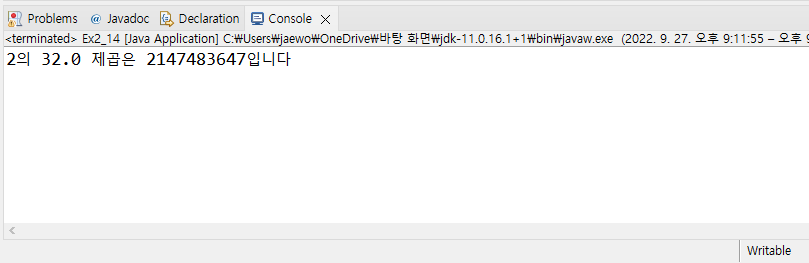 Problems @ Javadoc Declaration Console
<terminated> Ex2_14 [Java Application] C:₩Users₩jaewo₩OneDrive₩바탕 화면₩jdk-11.0.16.1+1₩bin₩javaw.exe (2022. 9. 27. 오후 9:11:55 – 오후 9
2의 32.0 제곱은 2147483647입니다
Writable